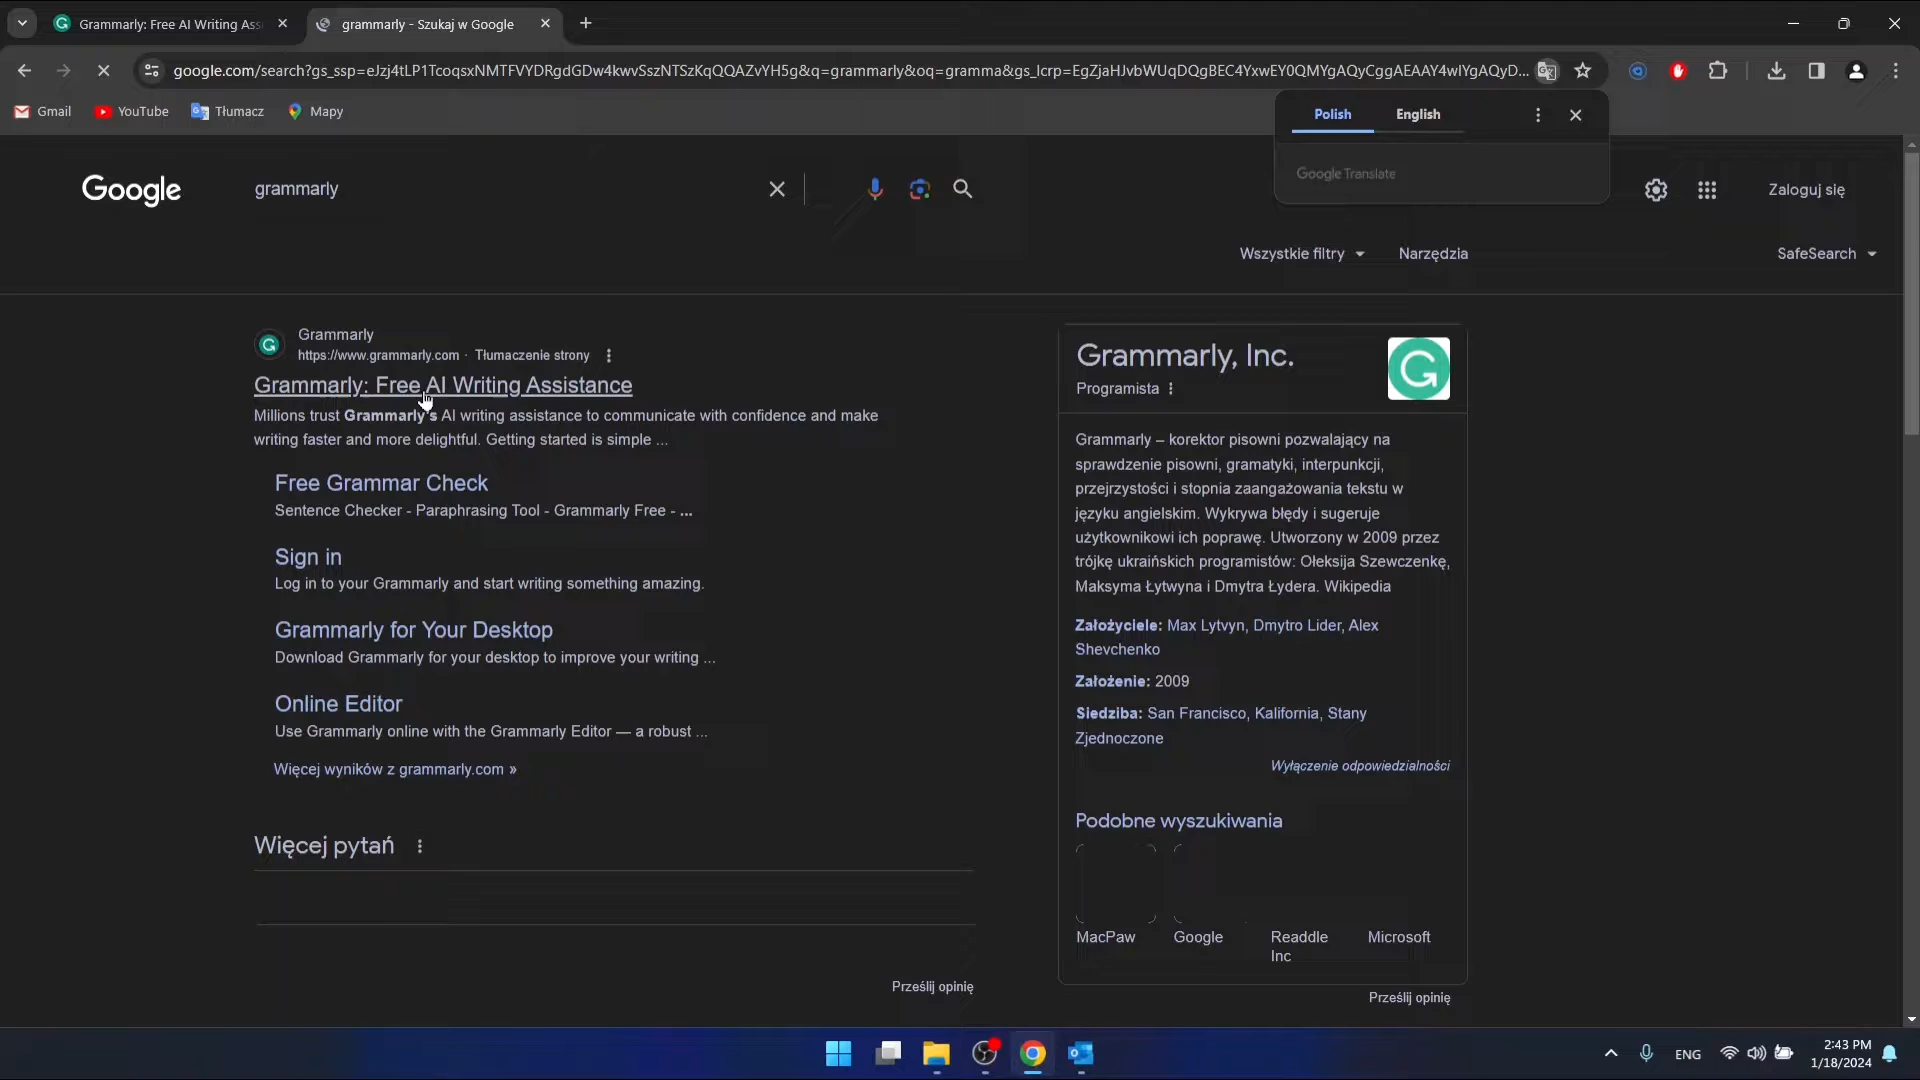 Grammarly: Free AI Writing Ass
grammarly - Szukaj w Google
google.com/search?gs_ssp=eJzj4tLP1TcoqsxNMTFVYDRgdGDw4kwvSszNTSzKqQQAZvYH5g&q=grammarly&oq=gramma&gs_lcrp=EgZjaHJvbWUqDQgBEC4YxwEY0QMYgAQyCggAEAAY4wIYgAQyD...
Gmail
YouTube
Tłumacz
Mapy
Polish
English
Google Translate
Google
grammarly
Zaloguj się
Wszystkie filtry
Narzędzia
SafeSearch
Grammarly
https://www.grammarly.com · Tłumaczenie strony
Grammarly: Free AI Writing Assistance
Millions trust Grammarly's AI writing assistance to communicate with confidence and make
writing faster and more delightful. Getting started is simple ...
Free Grammar Check
Sentence Checker - Paraphrasing Tool - Grammarly Free - ...
Sign in
Log in to your Grammarly and start writing something amazing.
Grammarly for Your Desktop
Download Grammarly for your desktop to improve your writing ...
Online Editor
Use Grammarly online with the Grammarly Editor — a robust ...
Więcej wyników z grammarly.com »
Więcej pytań
Prześlij opinię
Grammarly, Inc.
Programista
Grammarly – korektor pisowni pozwalający na
sprawdzenie pisowni, gramatyki, interpunkcji,
przejrzystości i stopnia zaangażowania tekstu w
języku angielskim. Wykrywa błędy i sugeruje
użytkownikowi ich poprawę. Utworzony w 2009 przez
trójkę ukraińskich programistów: Ołeksija Szewczenkę,
Maksyma Łytwyna i Dmytra Łydera. Wikipedia
Założyciele: Max Lytvyn, Dmytro Lider, Alex
Shevchenko
Założenie: 2009
Siedziba: San Francisco, Kalifornia, Stany
Zjednoczone
Wyłączenie odpowiedzialności
Podobne wyszukiwania
MacPaw
Google
Readdle
Inc
Microsoft
Prześlij opinię
ENG
2:43 PM
1/18/2024